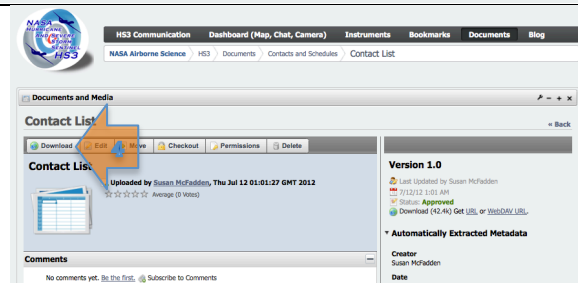 NASA
HURRICANE
AND SEVERE
STORM
SENTINEL
HS3
HS3 Communication Dashboard (Map, Chat, Camera) Instruments Bookmarks Documents Blog
NASA Airborne Science HS3 Documents Contacts and Schedules Contact List
Documents and Media
Contact List
« Back
Download Edit Move Checkout Permissions Delete
4
Contact List
Uploaded by Susan McFadden, Thu Jul 12 01:01:27 GMT 2012
Average (0 Votes)
Version 1.0
Last Updated by Susan McFadden
7/12/12 1:01 AM
Status: Approved
Download (42.4k) Get URL or WebDAV URL.
Automatically Extracted Metadata
Creator
Susan McFadden
Date
Comments
No comments yet. Be the first. Subscribe to Comments